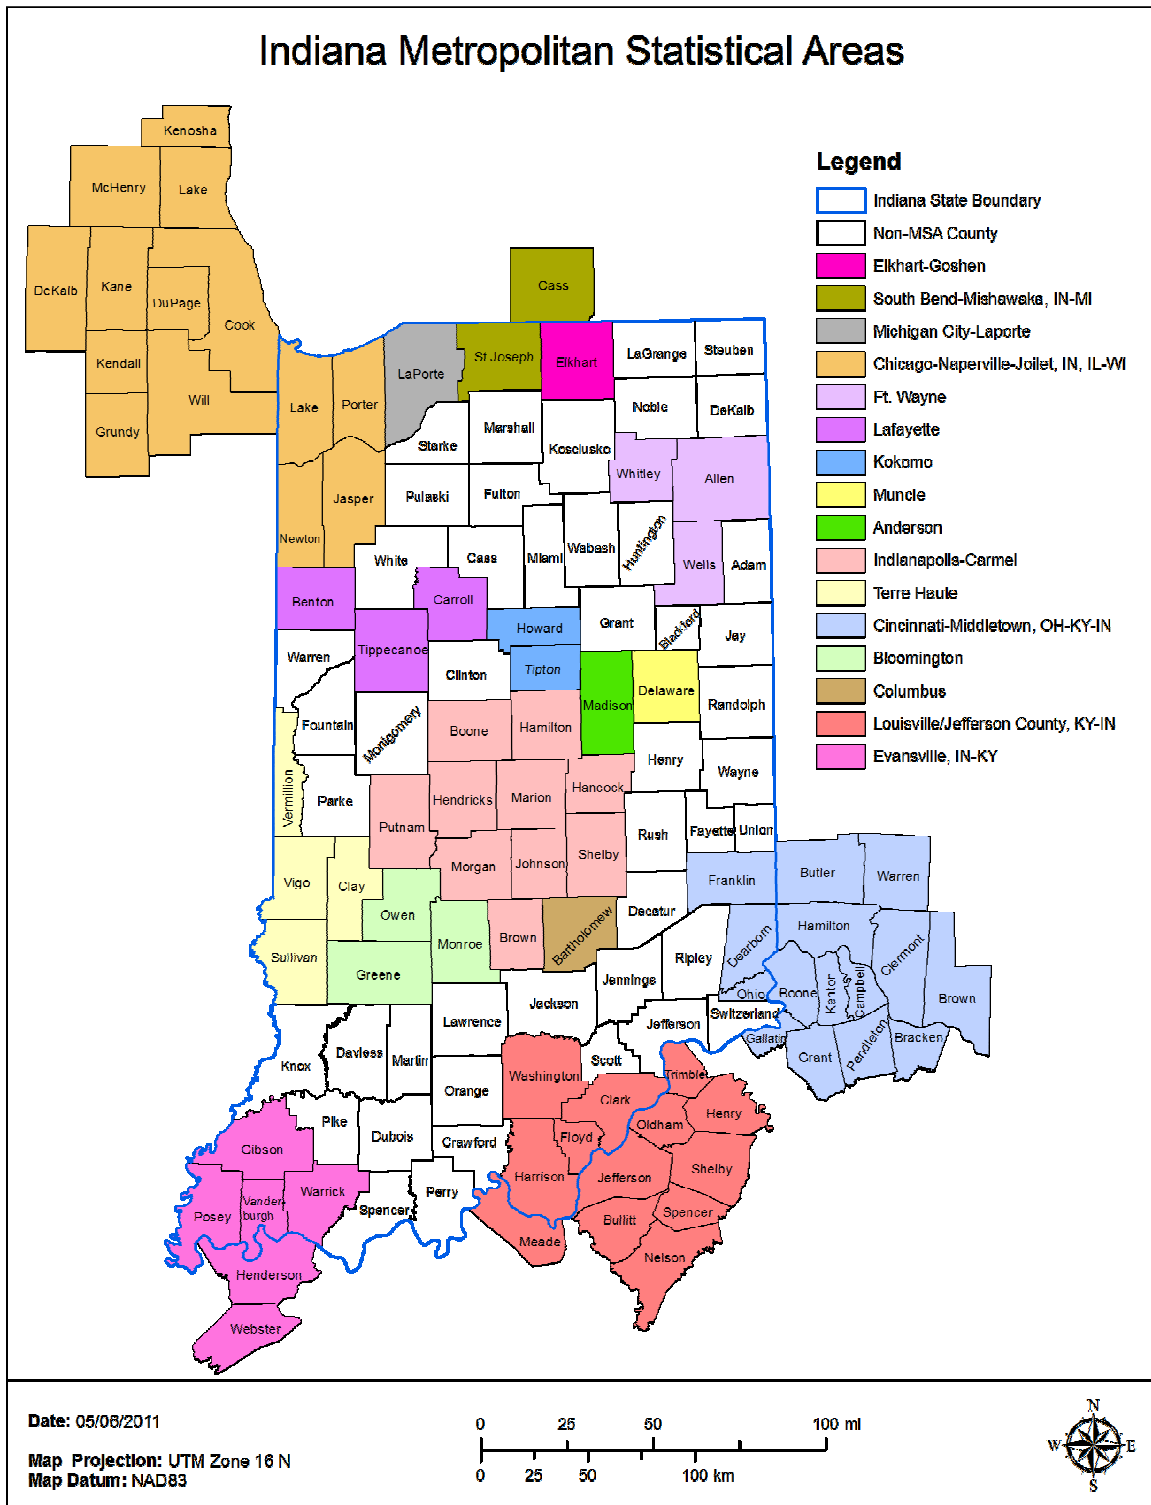 Indiana Metropolitan Statistical Areas
Kenosha
McHenry
Lake
DeKalb
Kane
DuPage
Cook
Kendall
Will
Grundy
Cass
Legend
Indiana State Boundary
Non-MSA County
Elkhart-Goshen
South Bend-Mishawaka, IN-MI
Michigan City-Laporte
Chicago-Naperville-Joilet, IN, IL-WI
Ft. Wayne
Lafayette
Kokomo
Muncie
Anderson
Indianapolis-Carmel
Terre Haute
Cincinnati-Middletown, OH-KY-IN
Bloomington
Columbus
Louisville/Jefferson County, KY-IN
Evansville, IN-KY
Lake
Porter
LaPorte
St Joseph
Elkhart
LaGrange
Steuben
Noble
DeKalb
Starke
Marshall
Kosciusko
Whitley
Allen
Newton
Jasper
Pulaski
Fulton
White
Cass
Miami
Wabash
Huntington
Wells
Adam
Benton
Carroll
Howard
Grant
Blackford
Jay
Warren
Tippecanoe
Clinton
Tipton
Madison
Delaware
Randolph
Fountain
Montgomery
Boone
Hamilton
Henry
Wayne
Vermillion
Parke
Putnam
Hendricks
Marion
Hancock
Rush
Fayette
Union
Vigo
Clay
Morgan
Johnson
Shelby
Franklin
Butler
Warren
Owen
Monroe
Brown
Bartholomew
Decatur
Dearborn
Hamilton
Clermont
Sullivan
Greene
Jackson
Jennings
Ripley
Ohio
Boone
Kenton
Campbell
Brown
Knox
Daviess
Martin
Lawrence
Orange
Washington
Scott
Jefferson
Switzerland
Gallatin
Grant
Pendleton
Bracken
Pike
Dubois
Crawford
Clark
Floyd
Harrison
Trimble
Oldham
Henry
Gibson
Posey
Vander-
burgh
Warrick
Spencer
Perry
Jefferson
Shelby
Meade
Bullitt
Spencer
Nelson
Henderson
Webster
Date: 05/06/2011
Map Projection: UTM Zone 16 N
Map Datum: NAD83
0 25 50 100 mi
0 25 50 100 km
N
W E
S